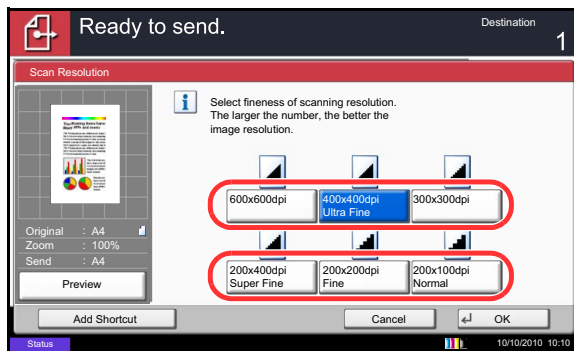 Ready to send.
Destination
1
Scan Resolution
i
Select fineness of scanning resolution.
The larger the number, the better the
image resolution.
600x600dpi
400x400dpi
Ultra Fine
300x300dpi
200x400dpi
Super Fine
200x200dpi
Fine
200x100dpi
Normal
Original : A4
Zoom : 100%
Send : A4
Preview
Add Shortcut
Cancel
OK
Status
10/10/2010 10:10